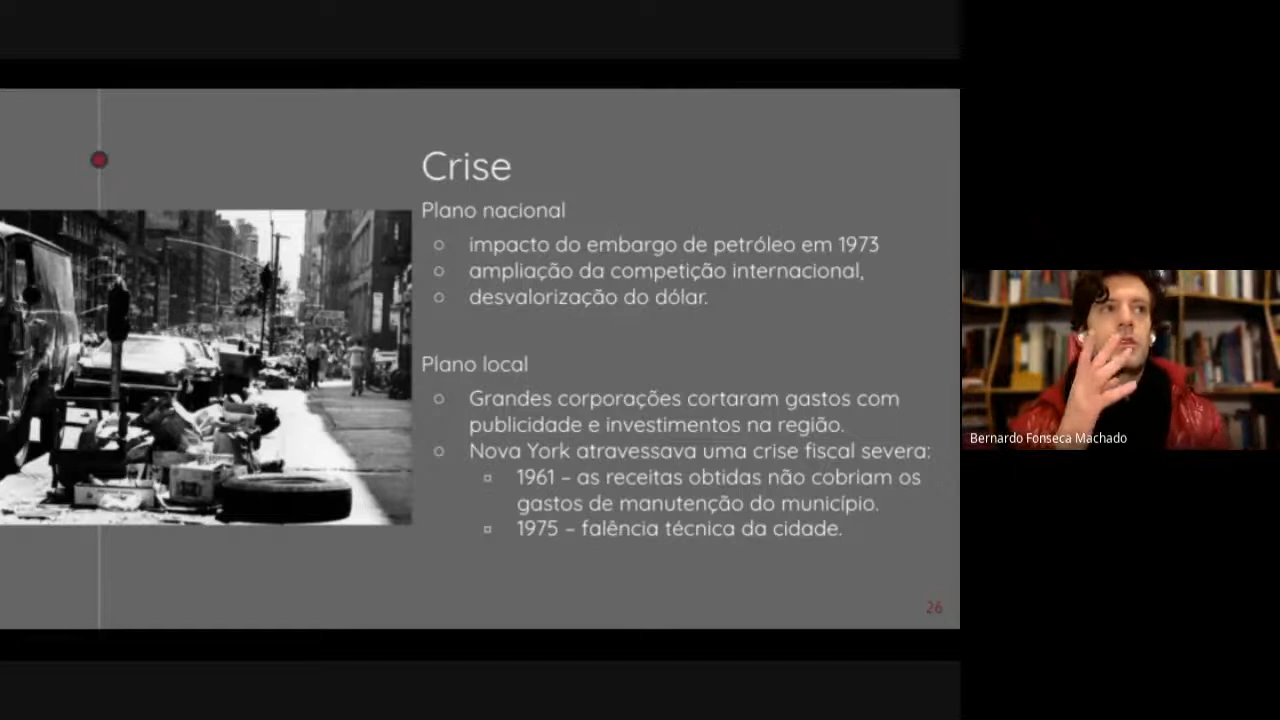 Crise
Plano nacional
impacto do embargo de petróleo em 1973
ampliação da competição internacional,
desvalorização do dólar.
Plano local
Grandes corporações cortaram gastos com
publicidade e investimentos na região.
Nova York atravessava uma crise fiscal severa:
1961 – as receitas obtidas não cobriam os
gastos de manutenção do município.
1975 – falência técnica da cidade.
26
Bernardo Fonseca Machado